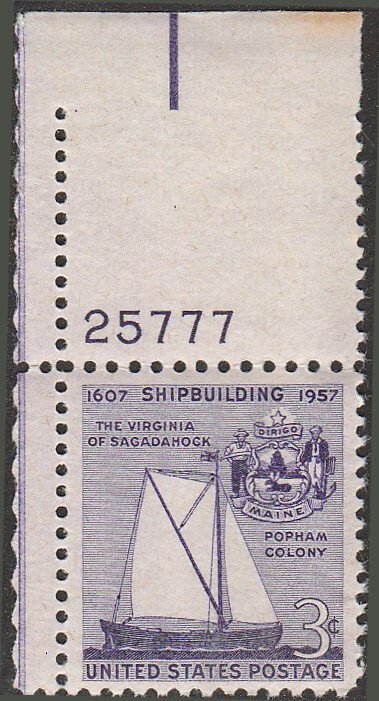 25777
1607 SHIPBUILDING 1957
THE VIRGINIA
OF SAGADAHOCK
DIRIGO
MAINE
POPHAM
COLONY
3¢
UNITED STATES POSTAGE